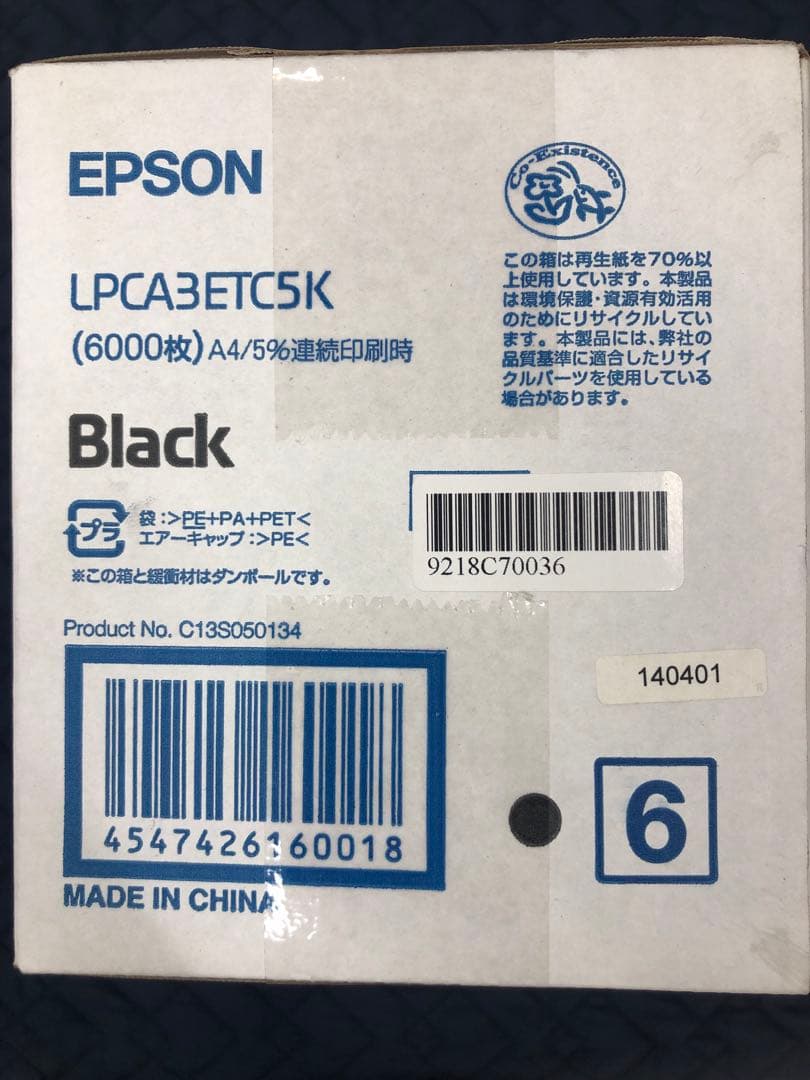 EPSON
LPCA3ETC5K
(6000枚) A4/5%連続印刷時
Black
Co-Existence
この箱は再生紙を70%以
上使用しています。本製品
は環境保護・資源有効活用
のためにリサイクルしてい
ます。本製品には、弊社の
品質基準に適合したリサイ
クルパーツを使用している
場合があります。
プラ
袋:>PE+PA+PET<
エアーキャップ:>PE<
※この箱と緩衝材はダンボールです。
9218C70036
Product No. C13S050134
140401
4547426160018
6
MADE IN CHINA